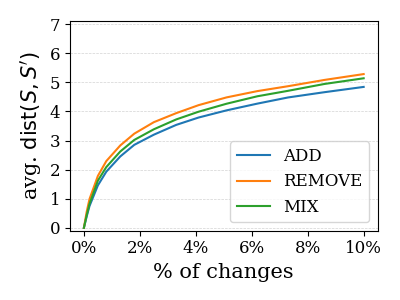 avg. dist(S, S′)
7
6
5
4
3
2
1
0
ADD
REMOVE
MIX
0% 2% 4% 6% 8% 10%
% of changes